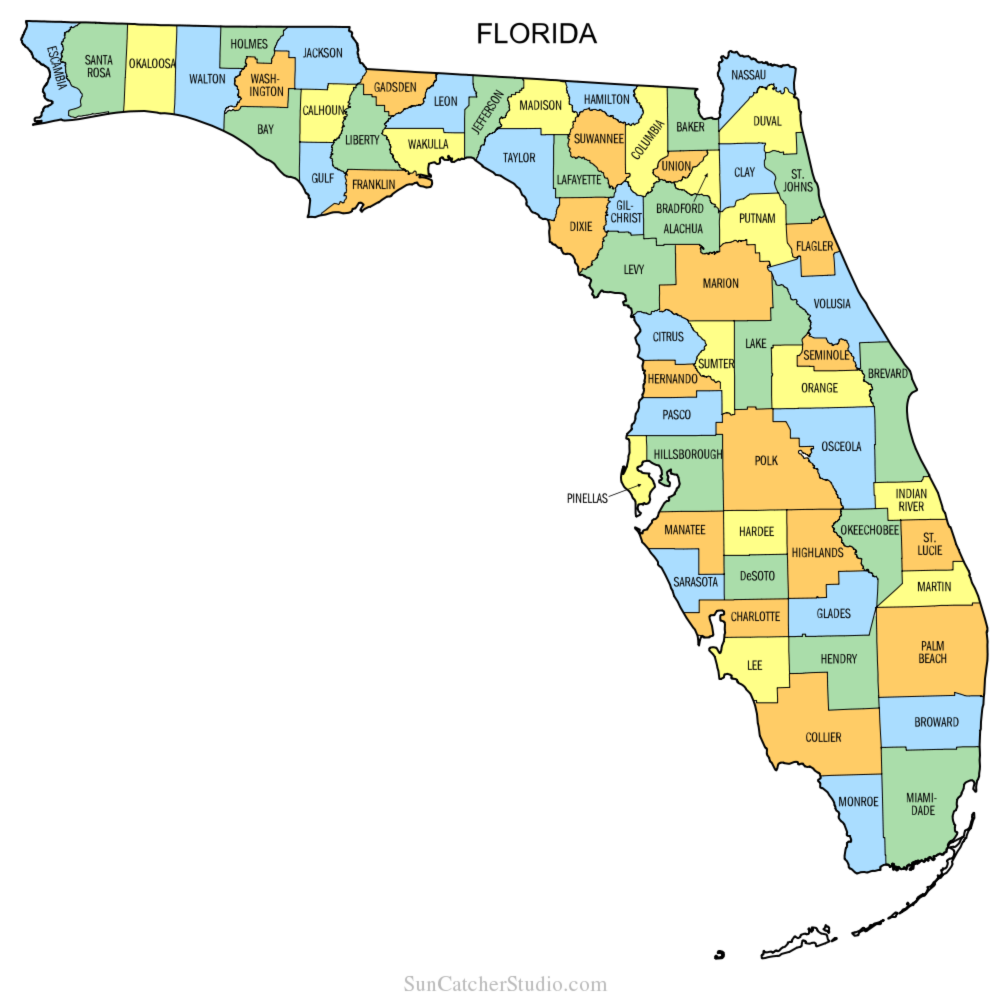 FLORIDA
ESCAMBIA
SANTA
ROSA
OKALOOSA
WALTON
HOLMES
WASH-
INGTON
JACKSON
BAY
CALHOUN
GULF
LIBERTY
GADSDEN
FRANKLIN
LEON
WAKULLA
JEFFERSON
MADISON
TAYLOR
HAMILTON
SUWANNEE
LAFAYETTE
DIXIE
COLUMBIA
GIL-
CHRIST
BAKER
UNION
BRADFORD
ALACHUA
NASSAU
DUVAL
CLAY
ST.
JOHNS
PUTNAM
FLAGLER
LEVY
MARION
VOLUSIA
CITRUS
SUMTER
LAKE
SEMINOLE
ORANGE
BREVARD
HERNANDO
PASCO
HILLSBOROUGH
PINELLAS
POLK
OSCEOLA
INDIAN
RIVER
MANATEE
HARDEE
HIGHLANDS
OKEECHOBEE
ST.
LUCIE
SARASOTA
DeSOTO
MARTIN
CHARLOTTE
GLADES
LEE
HENDRY
PALM
BEACH
COLLIER
BROWARD
MONROE
MIAMI-
DADE
SunCatcherStudio.com